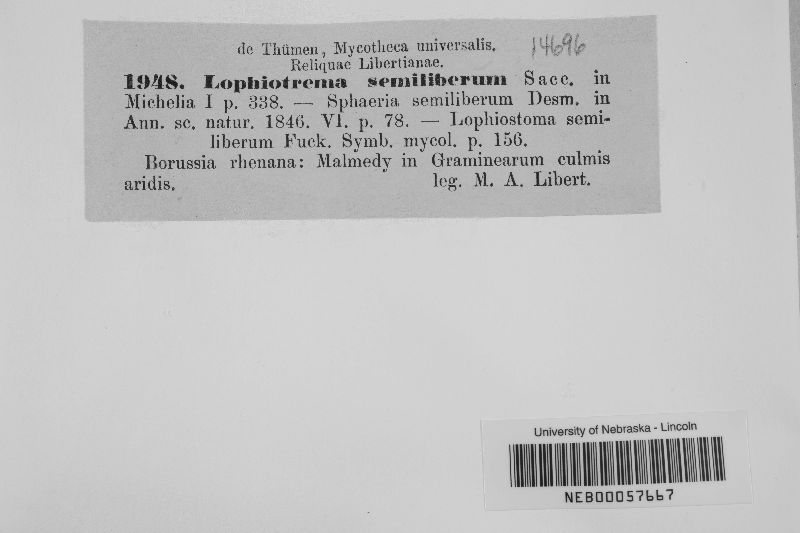 de Thümen, Mycotheca universalis. 14696
Reliquae Libertianae.
1948. Lophiotrema semiliberum Sacc. in
Michelia I p. 338. — Sphaeria semiliberum Desm. in
Ann. sc. natur. 1846. VI. p. 78. — Lophiostoma semi-
liberum Fuck. Symb. mycol. p. 156.
Borussia rhenana: Malmedy in Graminearum culmis
aridis. leg. M. A. Libert.
University of Nebraska - Lincoln
NEB00057667